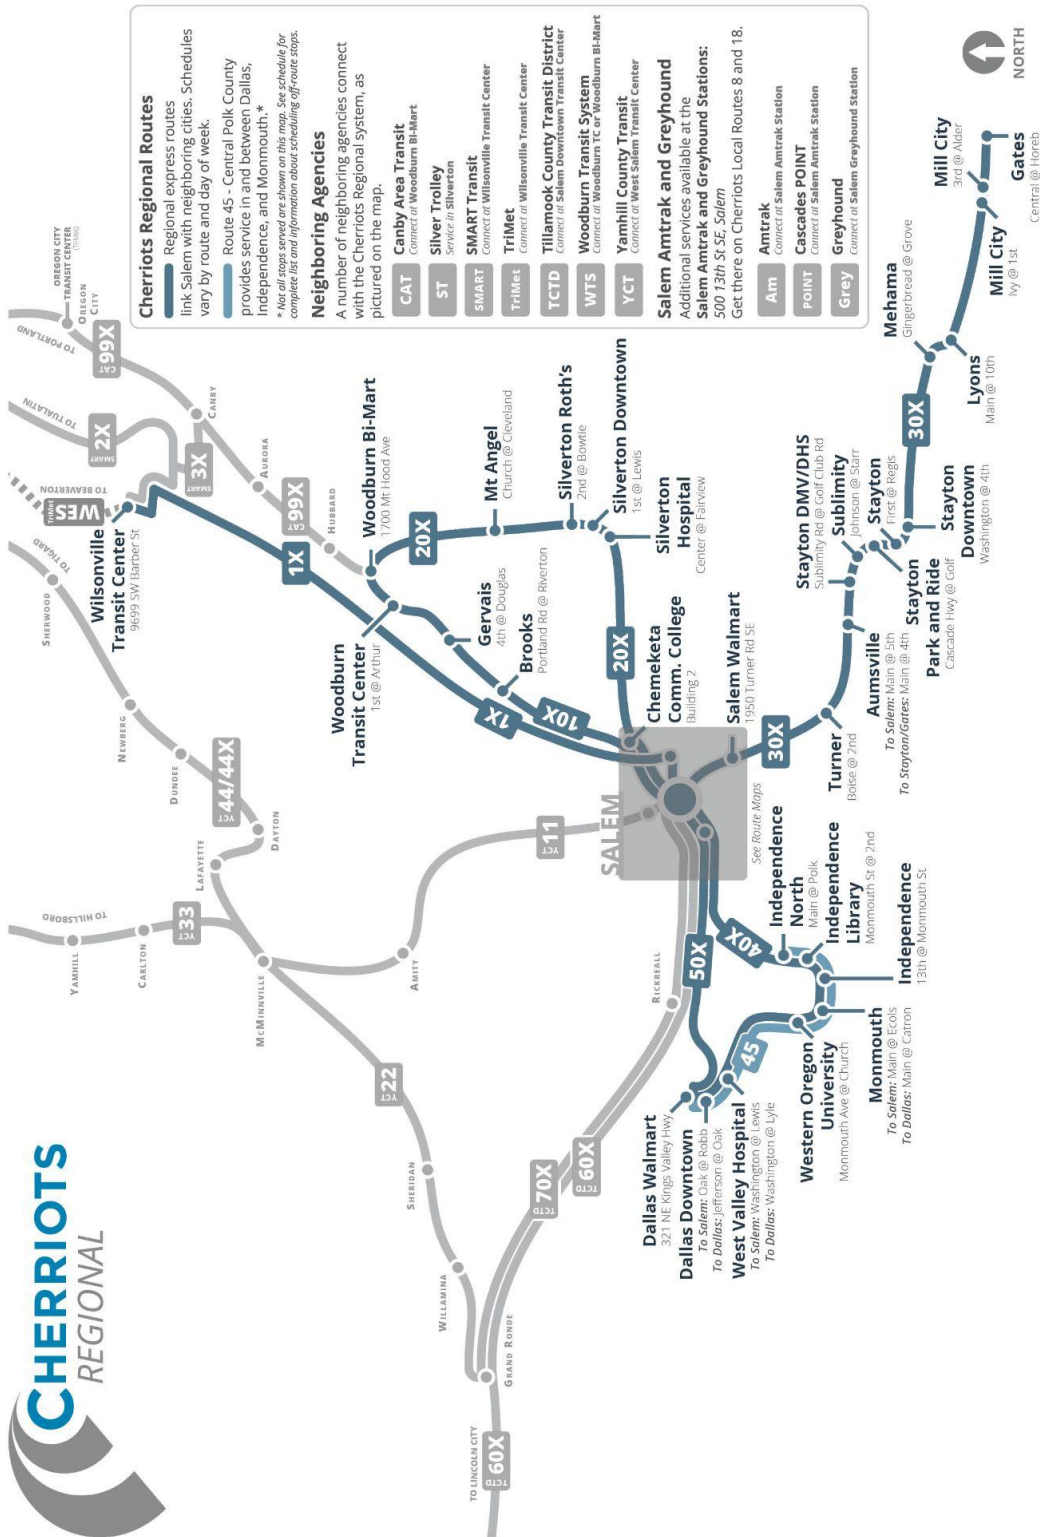 CHERRIOTS
REGIONAL
Cherriots Regional Routes
Regional express routes
link Salem with neighboring cities. Schedules
vary by route and day of week.
Route 45 - Central Polk County
provides service in and between Dallas,
Independence, and Monmouth.*
* Not all stops served are shown on this map. See schedule for
complete list and information about scheduling off-route stops.
Neighboring Agencies
A number of neighboring agencies connect
with the Cherriots Regional system, as
pictured on the map.
CAT
Canby Area Transit
Connect at Woodburn Bi-Mart
ST
Silver Trolley
Service in Silverton
SMART
SMART Transit
Connect at Wilsonville Transit Center
TriMet
TriMet
Connect at Wilsonville Transit Center
TCTD
Tillamook County Transit District
Connect at Salem Downtown Transit Center
WTS
Woodburn Transit System
Connect at Woodburn TC or Woodburn Bi-Mart
YCT
Yamhill County Transit
Connect at West Salem Transit Center
Salem Amtrak and Greyhound
Additional services available at the
Salem Amtrak and Greyhound Stations:
500 13th St SE, Salem
Get there on Cherriots Local Routes 8 and 18.
Am
Amtrak
Connect at Salem Amtrak Station
POINT
Cascades POINT
Connect at Salem Amtrak Station
Grey
Greyhound
Connect at Salem Greyhound Station
NORTH
TO LINCOLN CITY
TCTD 60X
GRAND RONDE
WILLAMINA
SHERIDAN
YCT 22
TCTD 70X
TCTD 60X
RICKREALL
MCMINNVILLE
AMITY
YCT 11
YCT 33
CARLTON
YAMHILL
TO HILLSBORO
LAFAYETTE
DAYTON
YCT 44/44X
DUNDEE
NEWBERG
SHERWOOD
TO TIGARD
TriMet WES
TO BEAVERTON
SMART 2X
TO TUALATIN
SMART 3X
CAT 99X
TO PORTLAND
OREGON CITY
TRANSIT CENTER
(TriMet)
OREGON
CITY
CANBY
AURORA
HUBBARD
CAT 99X
Wilsonville
Transit Center
9699 SW Barber St
1X
1X
10X
Woodburn
Transit Center
1st @ Arthur
Woodburn Bi-Mart
1700 Mt Hood Ave
Gervais
4th @ Douglas
Brooks
Portland Rd @ Riverton
20X
Mt Angel
Church @ Cleveland
Silverton Roth's
2nd @ Bowtie
Silverton Downtown
1st @ Lewis
Silverton
Hospital
Center @ Fairview
20X
Chemeketa
Comm. College
Building 2
SALEM
See Route Maps
Salem Walmart
1950 Turner Rd SE
30X
Turner
Boise @ 2nd
Aumsville
To Salem: Main @ 5th
To Stayton/Gates: Main @ 4th
Stayton DMV/DHS
Sublimity Rd @ Golf Club Rd
Sublimity
Johnson @ Starr
Stayton
Park and Ride
Cascade Hwy @ Golf
Stayton
First @ Regis
Stayton
Downtown
Washington @ 4th
30X
Mehama
Gingerbread @ Grove
Lyons
Main @ 10th
Mill City
Ivy @ 1st
Mill City
3rd @ Alder
Gates
Central @ Horeb
50X
40X
45
Dallas Walmart
321 NE Kings Valley Hwy
Dallas Downtown
To Salem: Oak @ Robb
To Dallas: Jefferson @ Oak
West Valley Hospital
To Salem: Washington @ Lewis
To Dallas: Washington @ Lyle
Western Oregon
University
Monmouth Ave @ Church
Monmouth
To Salem: Main @ Ecols
To Dallas: Main @ Catron
Independence
13th @ Monmouth St
Independence
Library
Monmouth St @ 2nd
Independence
North
Main @ Polk